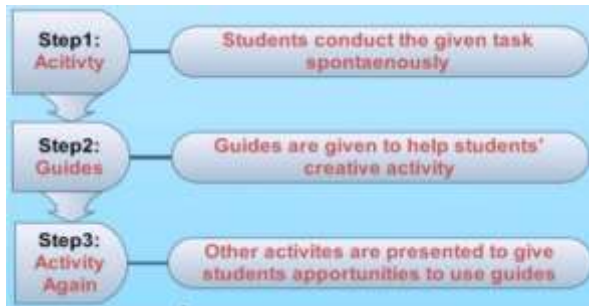 Step1:
Acitivty
Students conduct the given task
spontaenously
Step2:
Guides
Guides are given to help students'
creative activity
Step3:
Activity
Again
Other activites are presented to give
students apportunities to use guides